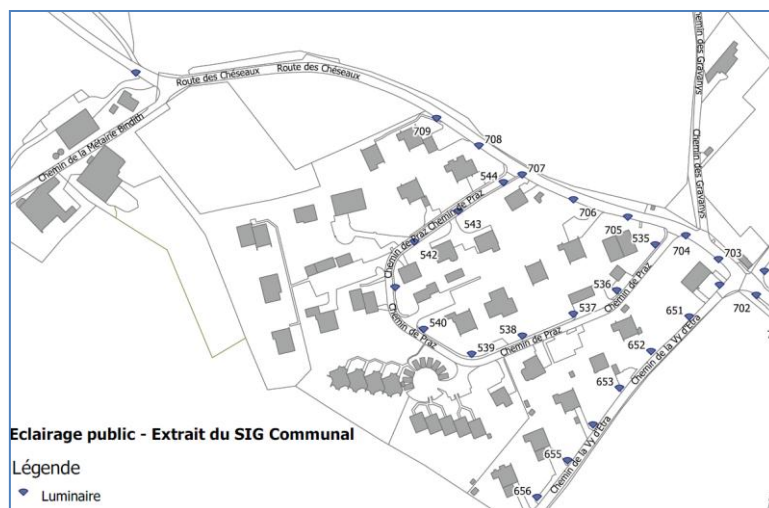 Route des Chéseaux
Route des Chéseaux
Chemin des Gravanys
Chemin des Gravanys
Chemin de la Métairie Bindith
709
708
707
544
543
Chemin de Praz
Chemin de Praz
706
705
535
704
703
542
536
702
537
Chemin de Praz
651
540
Chemin de Praz
538
539
Chemin de Praz
652
Chemin de la Vy d'Etra
653
655
Chemin de la Vy d'Etra
656
Eclairage public - Extrait du SIG Communal
Légende
Luminaire